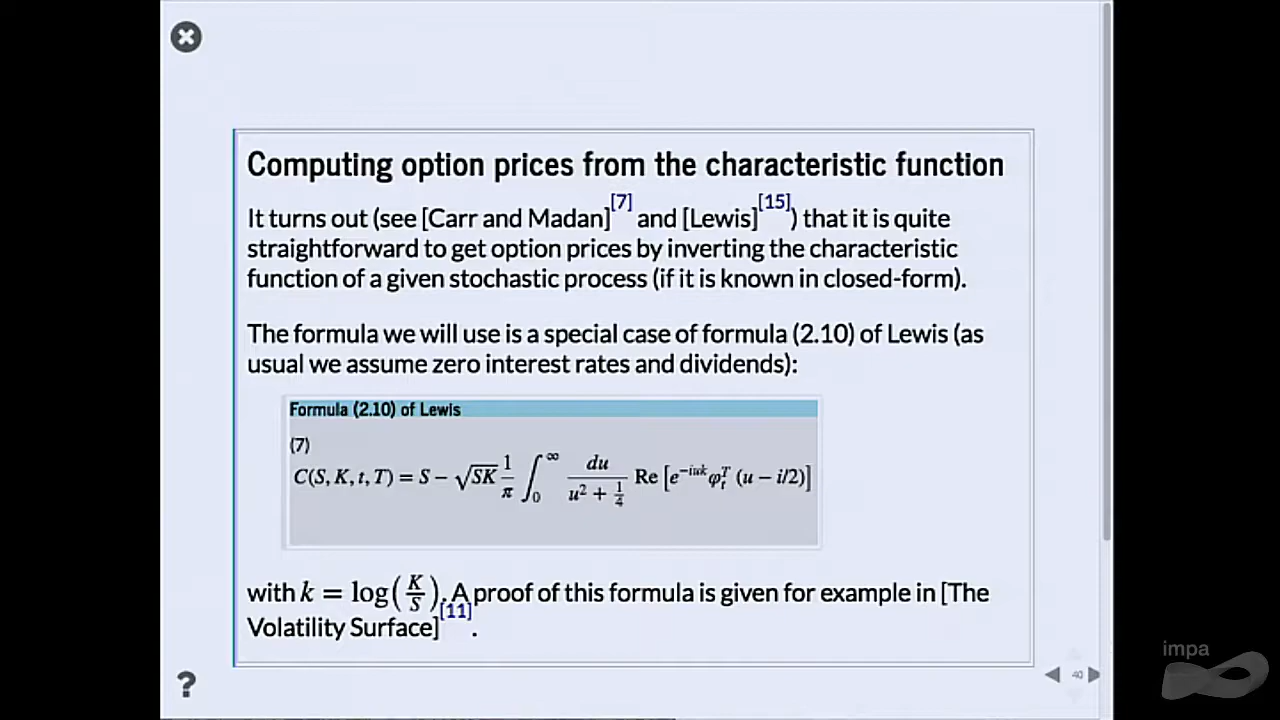 Computing option prices from the characteristic function
It turns out (see [Carr and Madan][7] and [Lewis][15]) that it is quite
straightforward to get option prices by inverting the characteristic
function of a given stochastic process (if it is known in closed-form).
The formula we will use is a special case of formula (2.10) of Lewis (as
usual we assume zero interest rates and dividends):
Formula (2.10) of Lewis
(7)
C(S, K, t, T) = S − √SK 1/π ∫₀^∞ du/(u² + 1/4) Re [e^{−iuk} φ_t^T (u − i/2)]
with k = log(K/S). A proof of this formula is given for example in [The
Volatility Surface][11].
?
40
impa